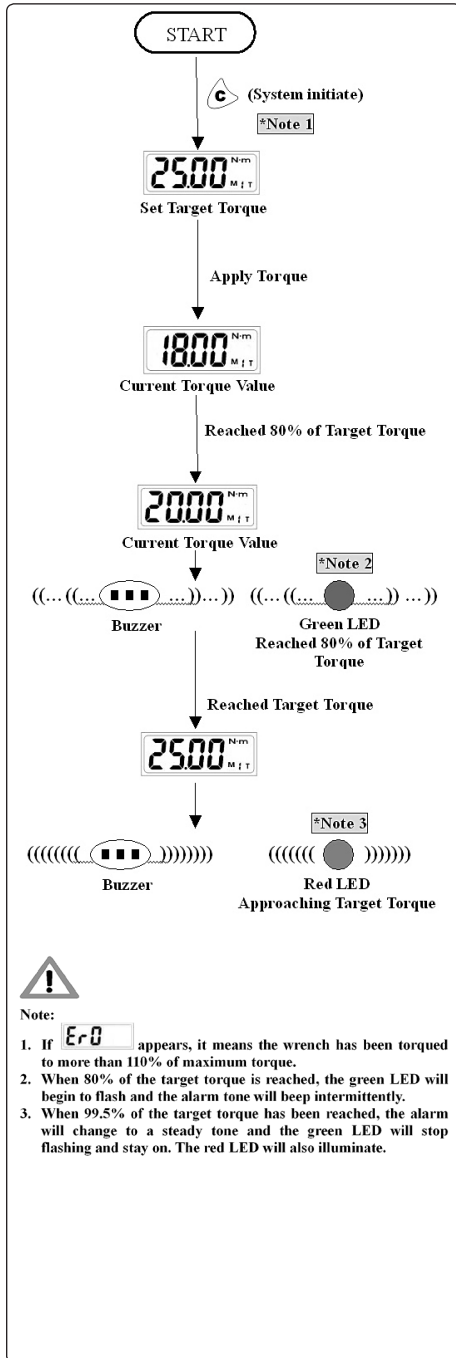 START
C (System initiate)
*Note 1
25.00 N·m
M I T
Set Target Torque
Apply Torque
18.00 N·m
M I T
Current Torque Value
Reached 80% of Target Torque
20.00 N·m
M I T
Current Torque Value
*Note 2
((... ((... ...))...)) ((... ((... ...)) ...))
Buzzer
Green LED
Reached 80% of Target
Torque
Reached Target Torque
25.00 N·m
M I T
*Note 3
(((((((( )))))))) ((((((( )))))))
Buzzer
Red LED
Approaching Target Torque
!
Note:
1. If Er0 appears, it means the wrench has been torqued
to more than 110% of maximum torque.
2. When 80% of the target torque is reached, the green LED will
begin to flash and the alarm tone will beep intermittently.
3. When 99.5% of the target torque has been reached, the alarm
will change to a steady tone and the green LED will stop
flashing and stay on. The red LED will also illuminate.